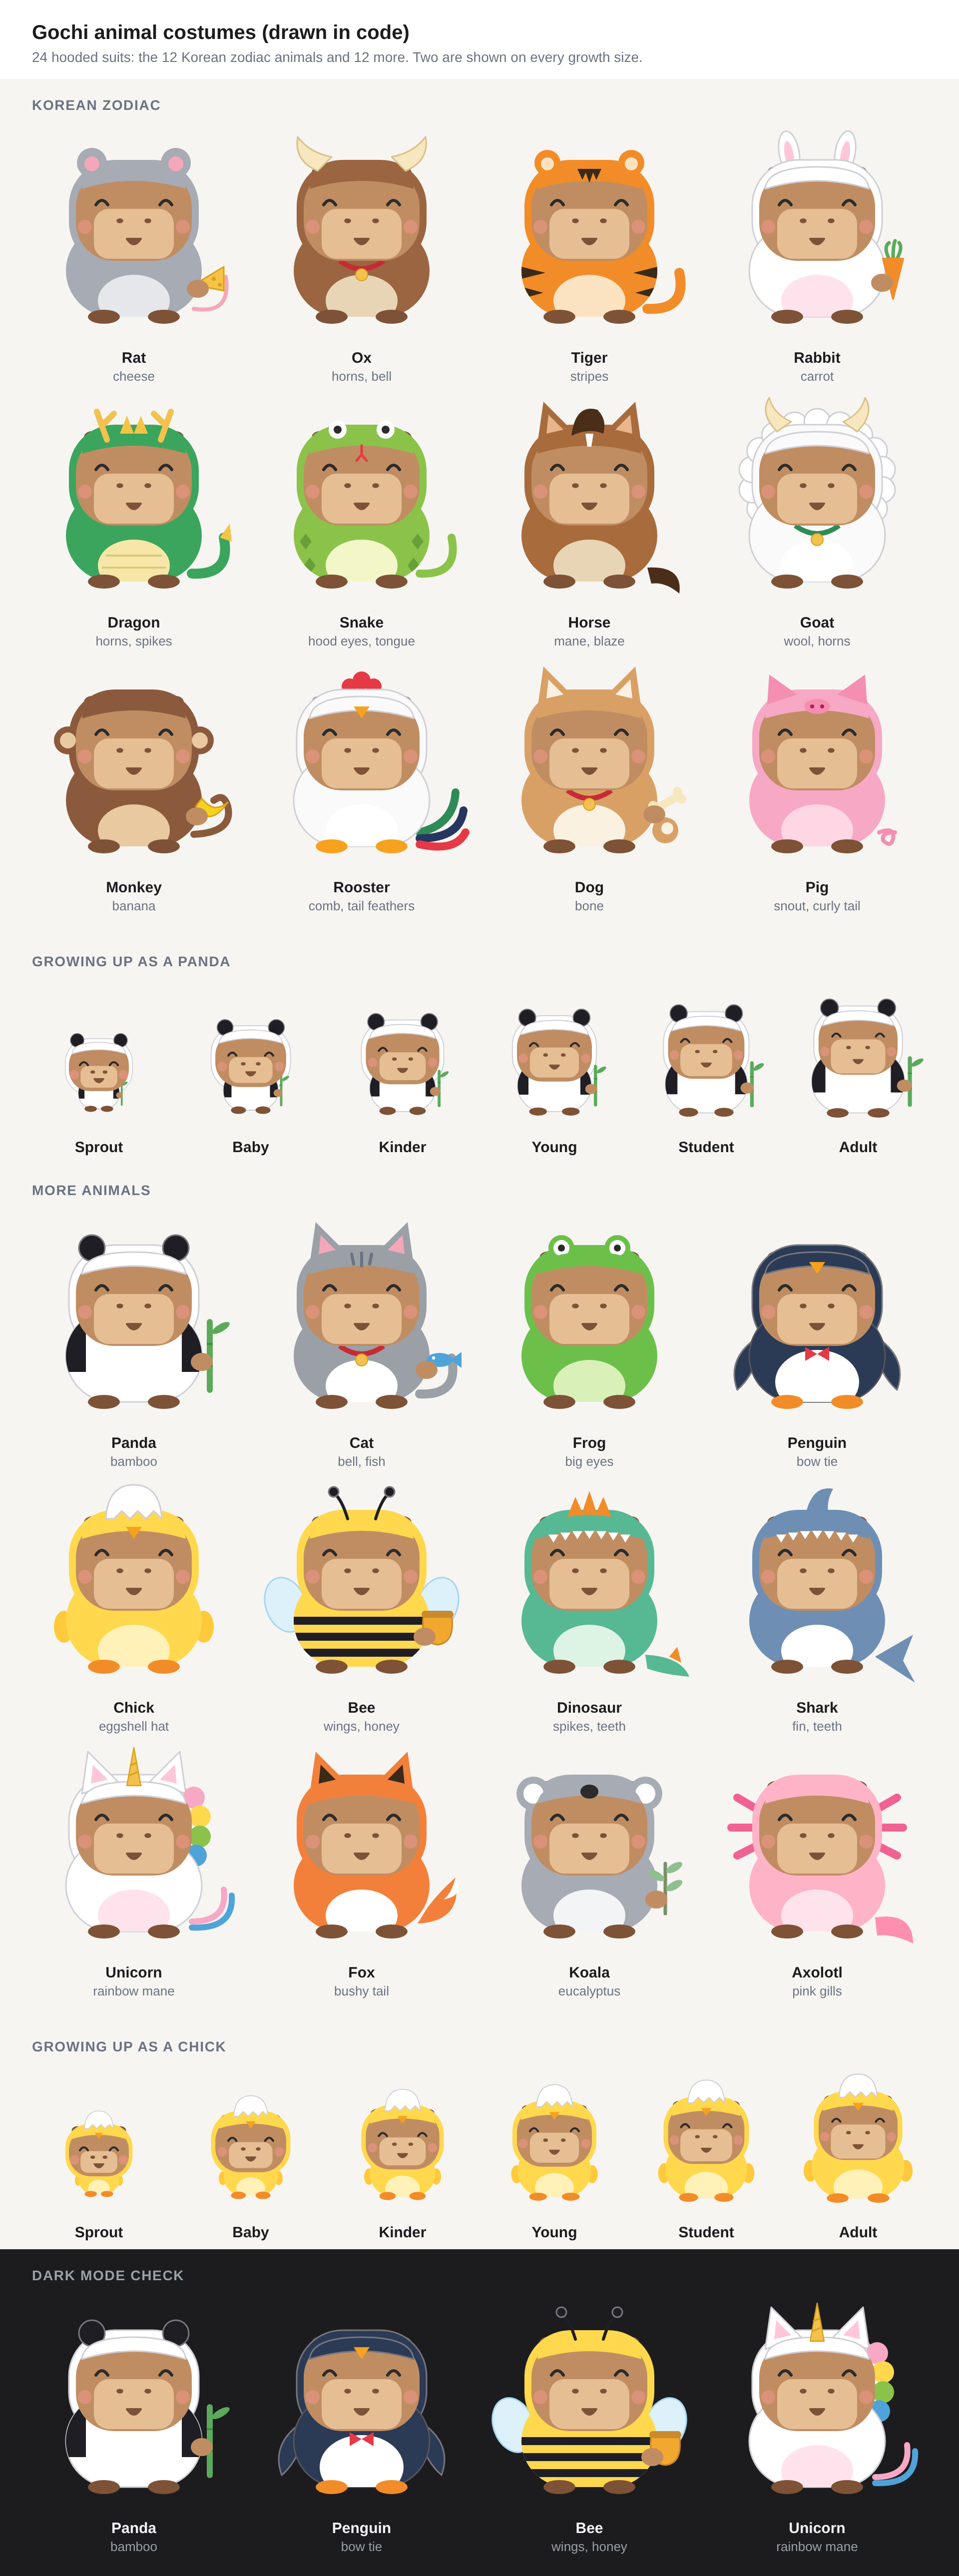 Gochi animal costumes (drawn in code)
24 hooded suits: the 12 Korean zodiac animals and 12 more. Two are shown on every growth size.
KOREAN ZODIAC
Rat Ox Tiger Rabbit
cheese horns, bell stripes carrot
Dragon Snake Horse Goat
horns, spikes hood eyes, tongue mane, blaze wool, horns
Monkey Rooster Dog Pig
banana comb, tail feathers bone snout, curly tail
GROWING UP AS A PANDA
Sprout Baby Kinder Young Student Adult
MORE ANIMALS
Panda Cat Frog Penguin
bamboo bell, fish big eyes bow tie
Chick Bee Dinosaur Shark
eggshell hat wings, honey spikes, teeth fin, teeth
Unicorn Fox Koala Axolotl
rainbow mane bushy tail eucalyptus pink gills
GROWING UP AS A CHICK
Sprout Baby Kinder Young Student Adult
DARK MODE CHECK
Panda Penguin Bee Unicorn
bamboo bow tie wings, honey rainbow mane